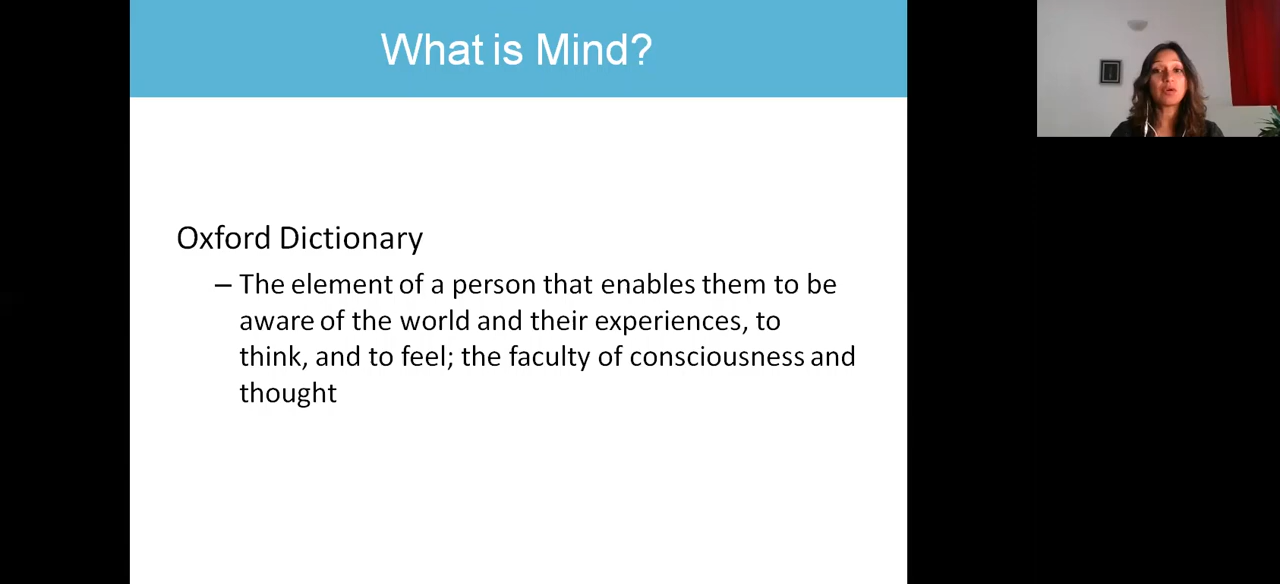 What is Mind?
Oxford Dictionary
– The element of a person that enables them to be
aware of the world and their experiences, to
think, and to feel; the faculty of consciousness and
thought